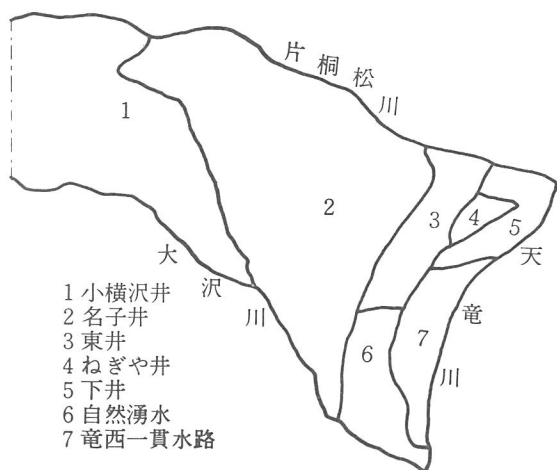 片桐松川
1
2
3
4
5
天竜川
大沢川
6
7
1 小横沢井
2 名子井
3 東井
4 ねぎや井
5 下井
6 自然湧水
7 竜西一貫水路